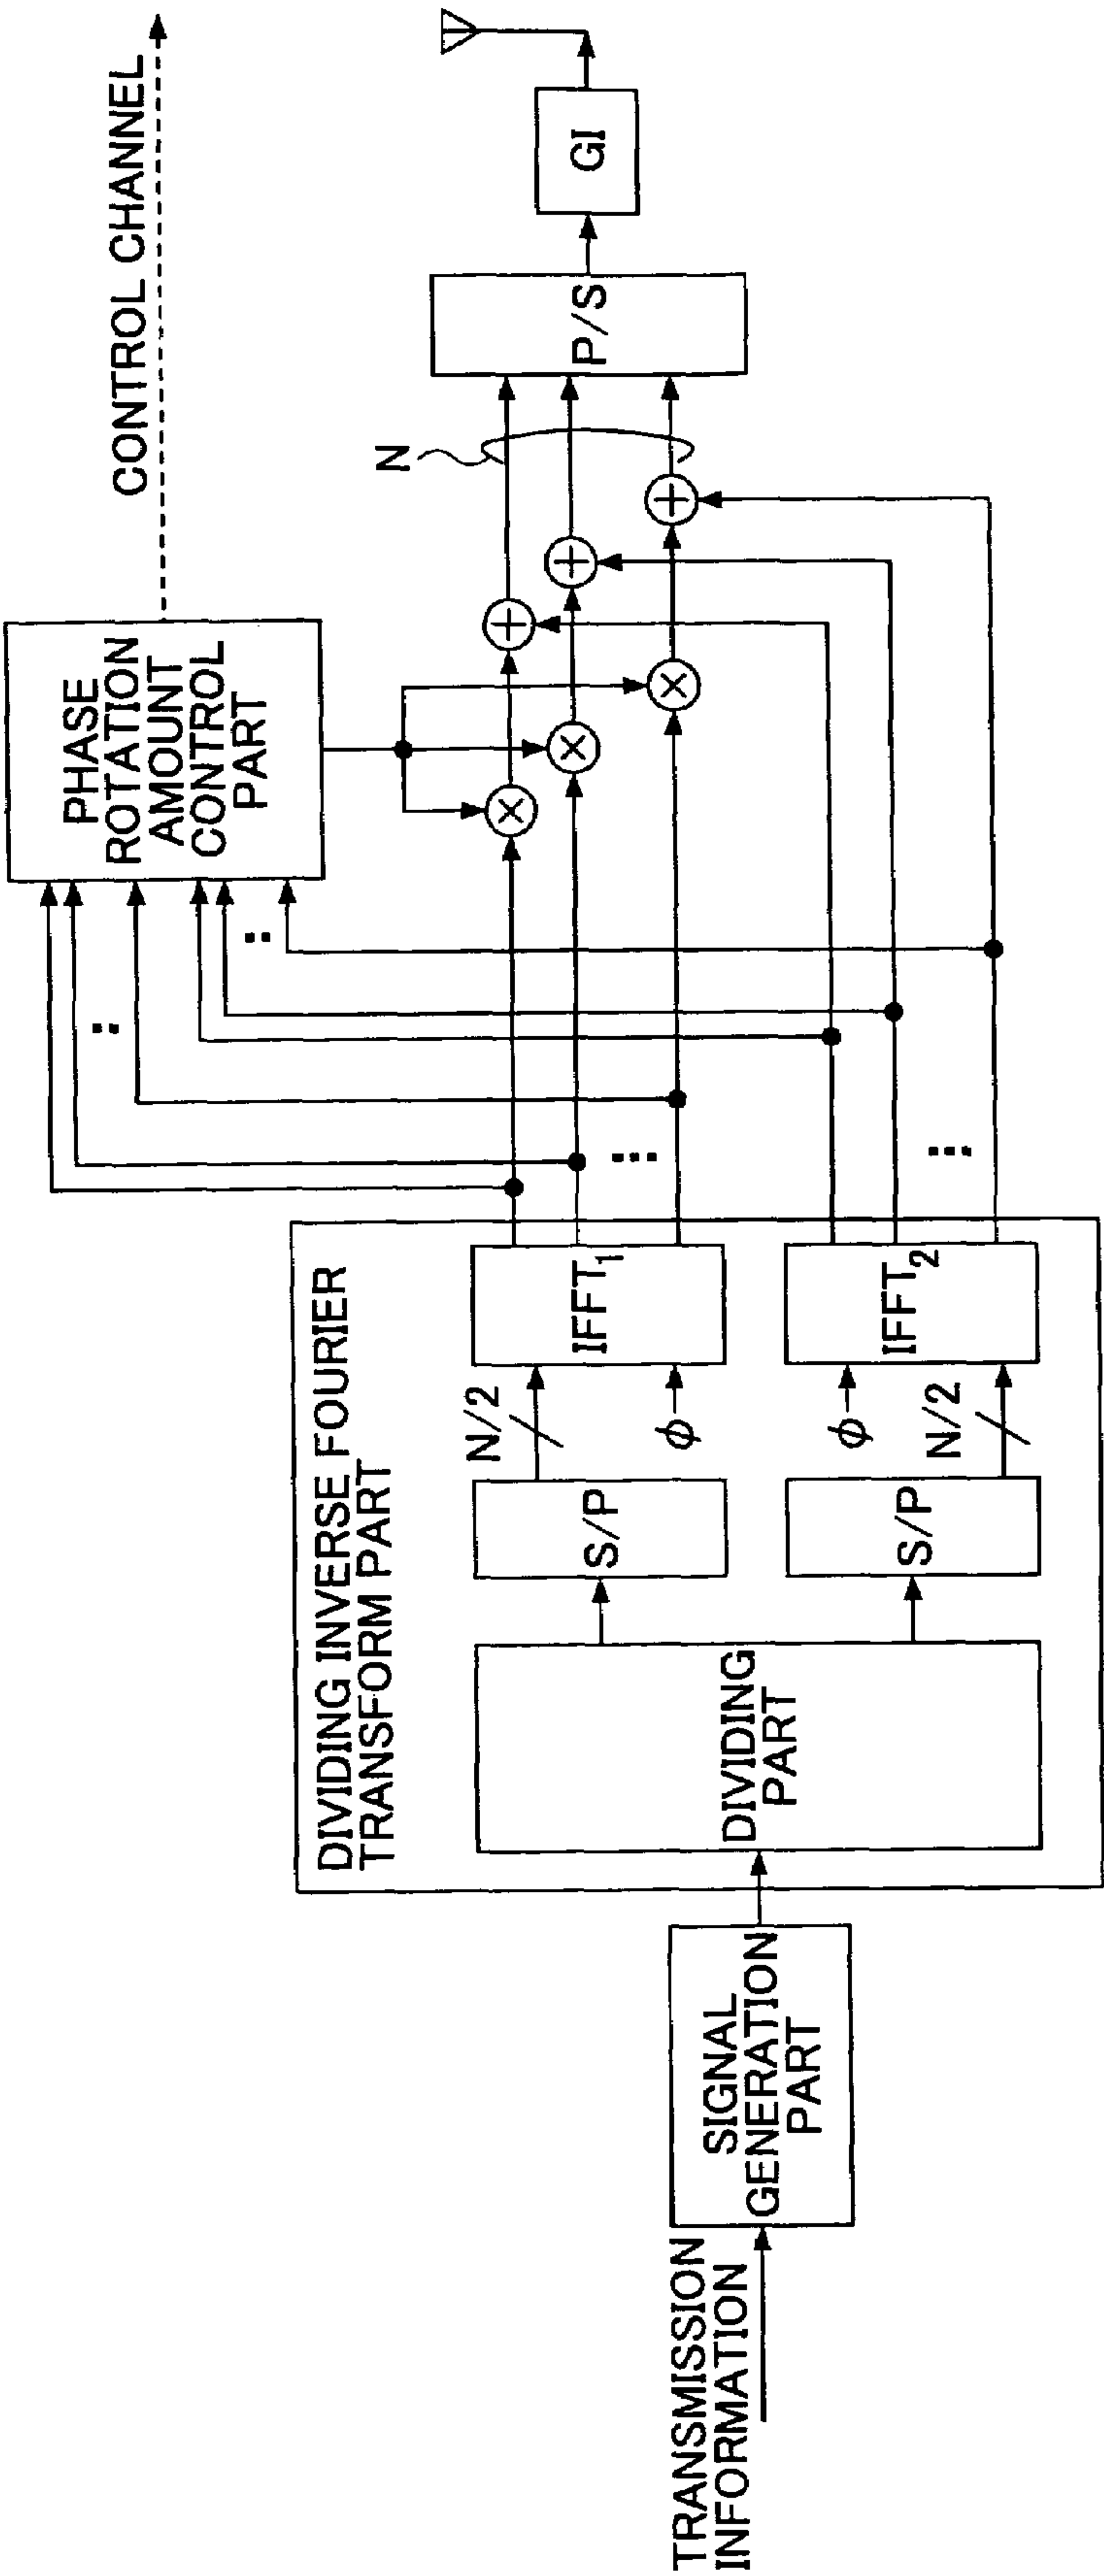 TRANSMISSION
INFORMATION
SIGNAL
GENERATION
PART
DIVIDING INVERSE FOURIER
TRANSFORM PART
DIVIDING
PART
S/P
S/P
N/2
ϕ
ϕ
N/2
IFFT1
IFFT2
PHASE
ROTATION
AMOUNT
CONTROL
PART
CONTROL CHANNEL
N
P/S
GI